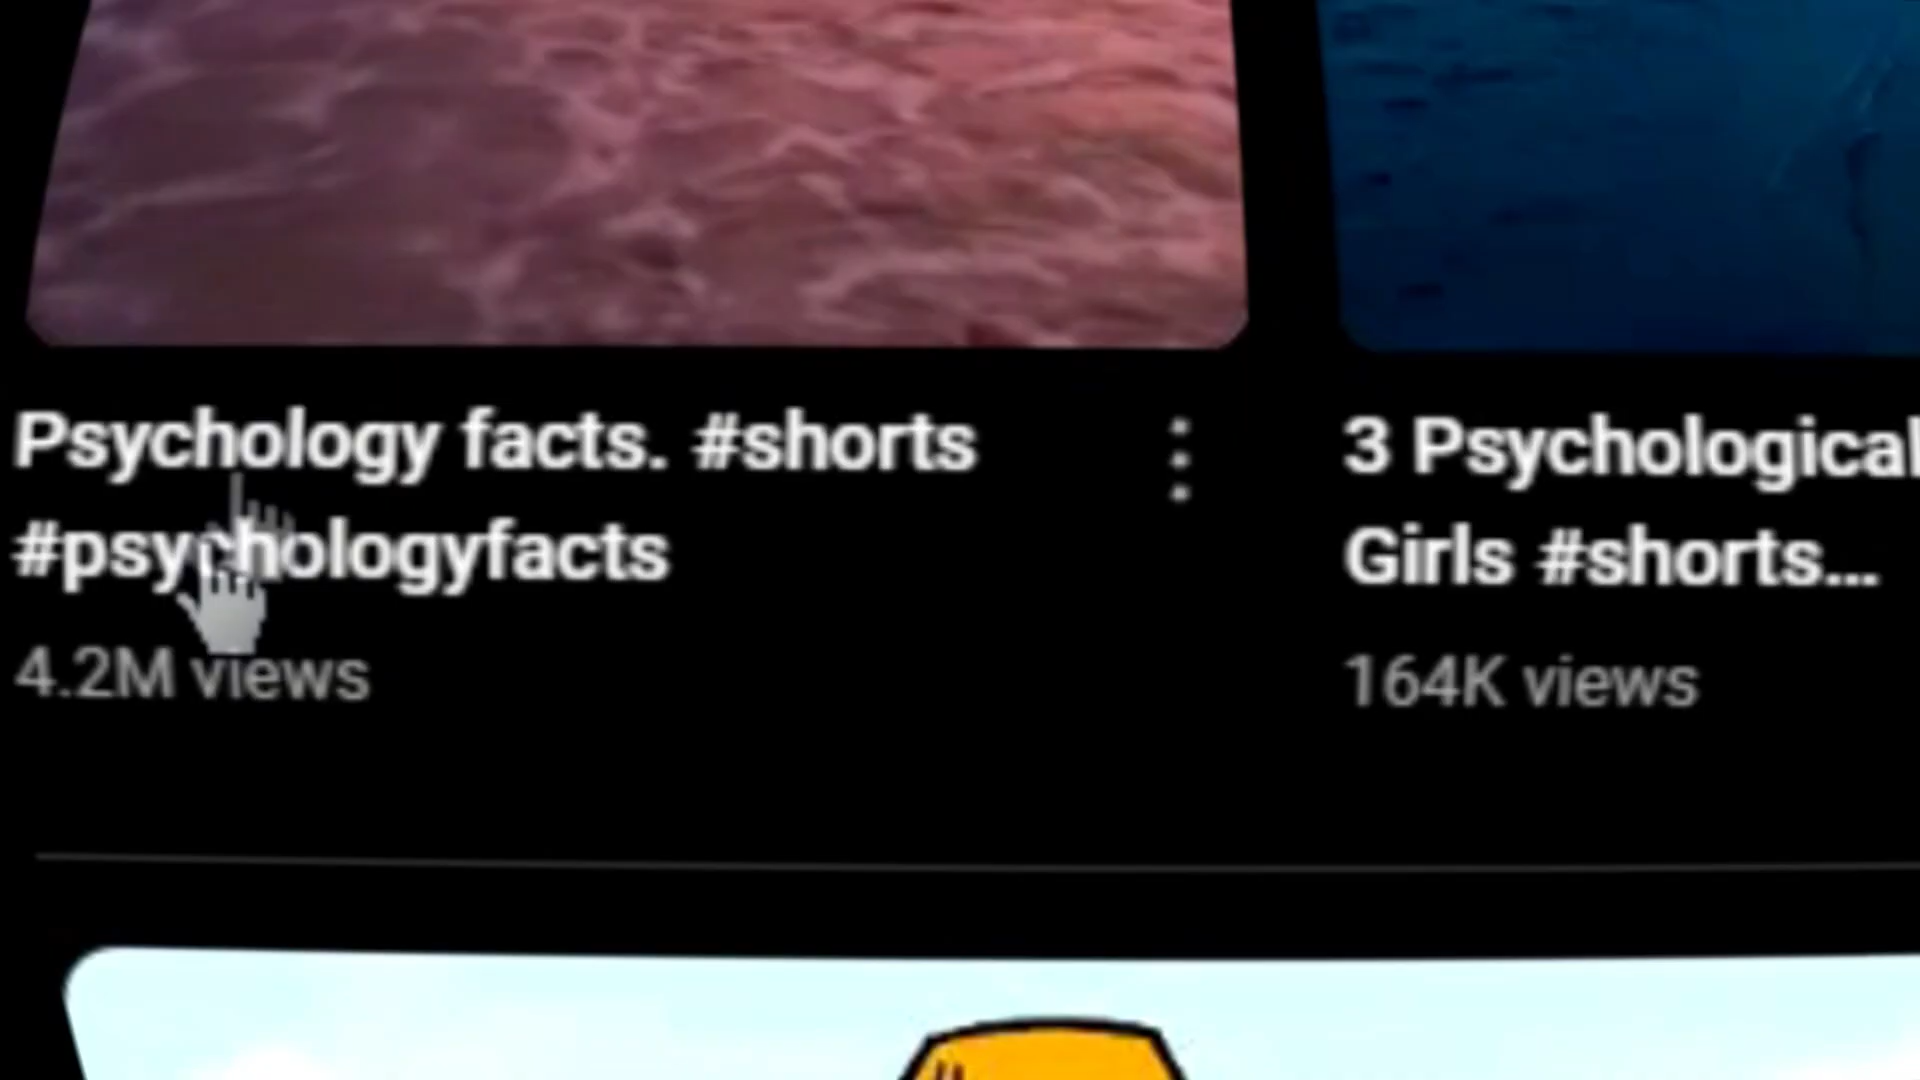 Psychology facts. #shorts
#psychologyfacts
4.2M views
3 Psychological
Girls #shorts...
164K views